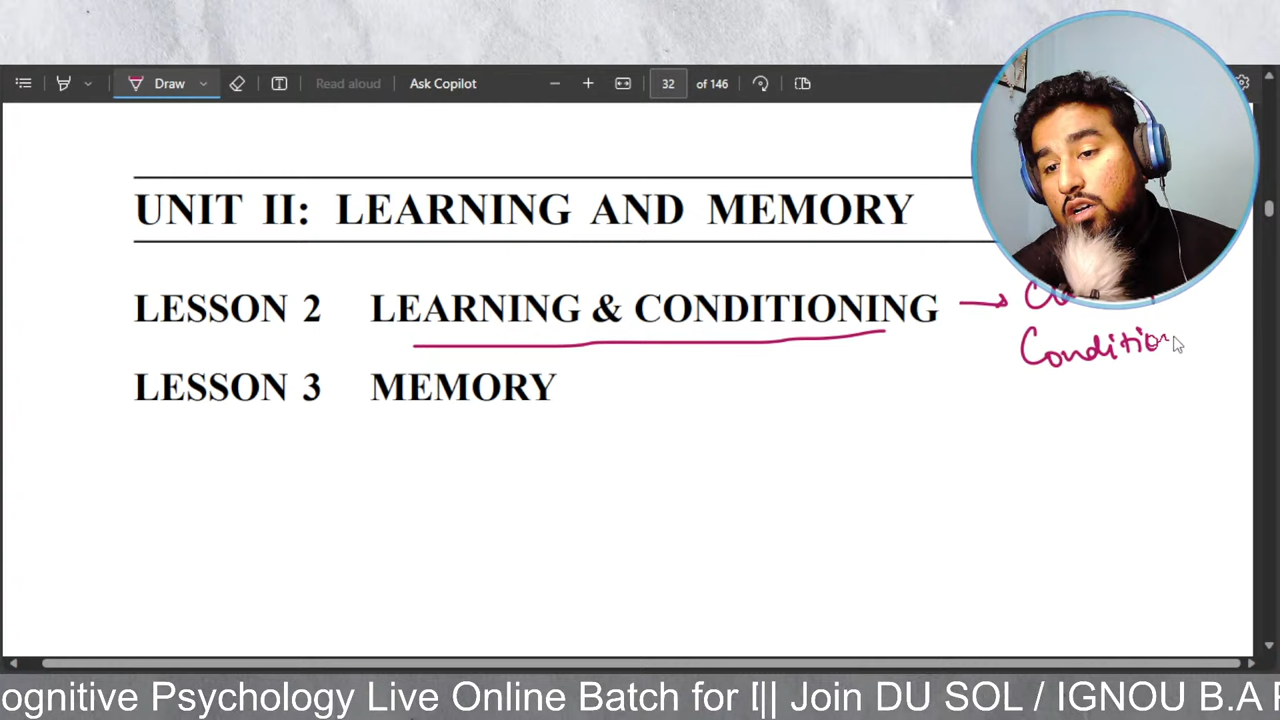 Draw
Read aloud
Ask Copilot
32
of 146
UNIT II: LEARNING AND MEMORY
LESSON 2 LEARNING & CONDITIONING
Condition
LESSON 3 MEMORY
ognitive Psychology Live Online Batch for [|| Join DU SOL / IGNOU B.A